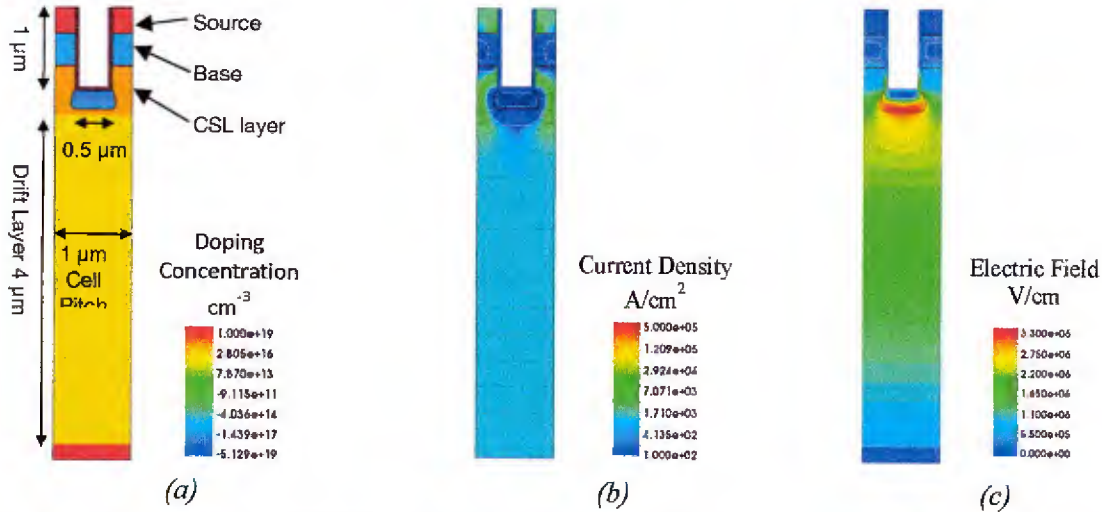 1 μm
Source
Base
CSL layer
0.5 μm
Drift Layer 4 μm
1 μm
Cell
Pitch
Doping
Concentration
cm-3
1.000e+19
2.805e+16
7.870e+13
-9.115e+11
-4.036e+14
-1.439e+17
-5.129e+19
(a)
Current Density
A/cm2
5.000e+05
1.209e+05
2.924e+04
7.071e+03
1.710e+03
4.135e+02
1.000e+02
(b)
Electric Field
V/cm
3.300e+06
2.750e+06
2.200e+06
1.650e+06
1.100e+06
5.500e+05
0.000e+00
(c)